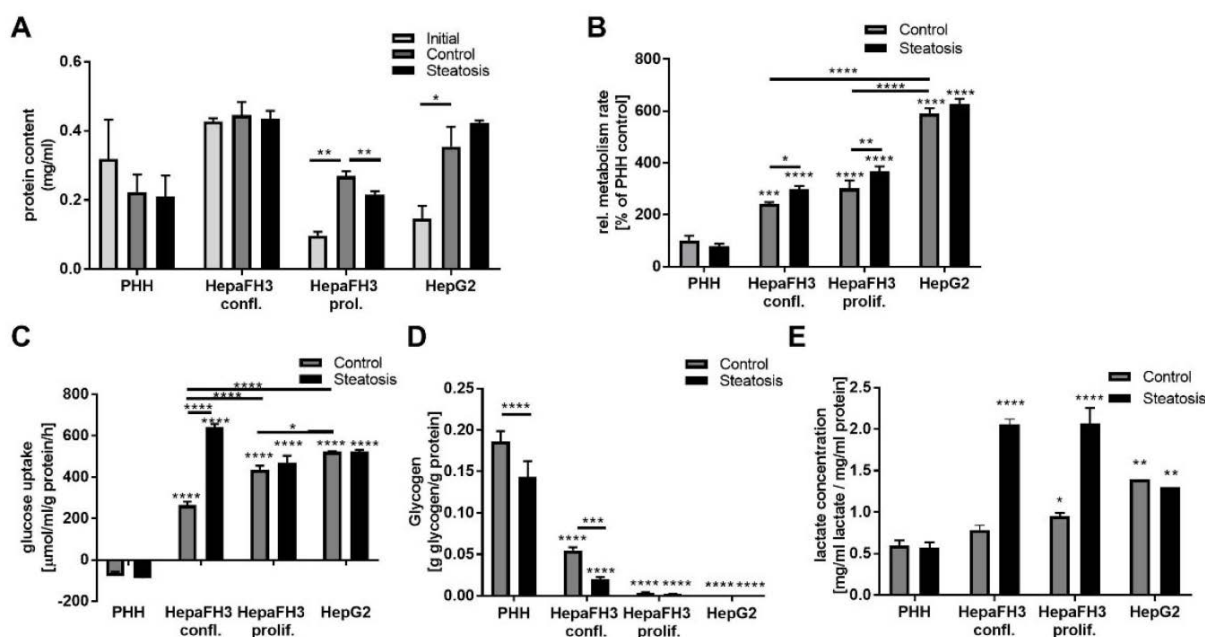 A
Initial
Control
Steatosis
protein content
(mg/ml)
0.6
0.4
0.2
0.0
** ** *
PHH
HepaFH3
confl.
HepaFH3
prol.
HepG2
B
Control
Steatosis
rel. metabolism rate
[% of PHH control]
800
600
400
200
0
****
****
**** ****
**
* **** ****
*** ****
PHH
HepaFH3
confl.
HepaFH3
prolif.
HepG2
C
Control
Steatosis
glucose uptake
[µmol/ml/g protein/h]
800
600
400
200
0
-200
****
****
**** *
**** **** **** **** ****
****
PHH
HepaFH3
confl.
HepaFH3
prolif.
HepG2
D
Control
Steatosis
Glycogen
[g glycogen/g protein]
0.25
0.20
0.15
0.10
0.05
0.00
****
***
****
**** **** **** **** ****
PHH
HepaFH3
confl.
HepaFH3
prolif.
HepG2
E
Control
Steatosis
lactate concentration
[mg/ml lactate / mg/ml protein]
2.0
1.5
1.0
0.5
0.0
**** ****
** **
*
PHH
HepaFH3
confl.
HepaFH3
prolif.
HepG2